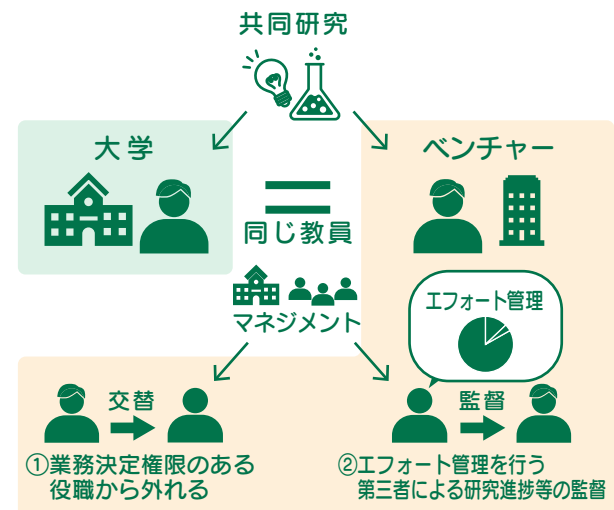 共同研究
大学
ベンチャー
同じ教員
マネジメント
エフォート管理
交替
①業務決定権限のある
役職から外れる
監督
②エフォート管理を行う
第三者による研究進捗等の監督